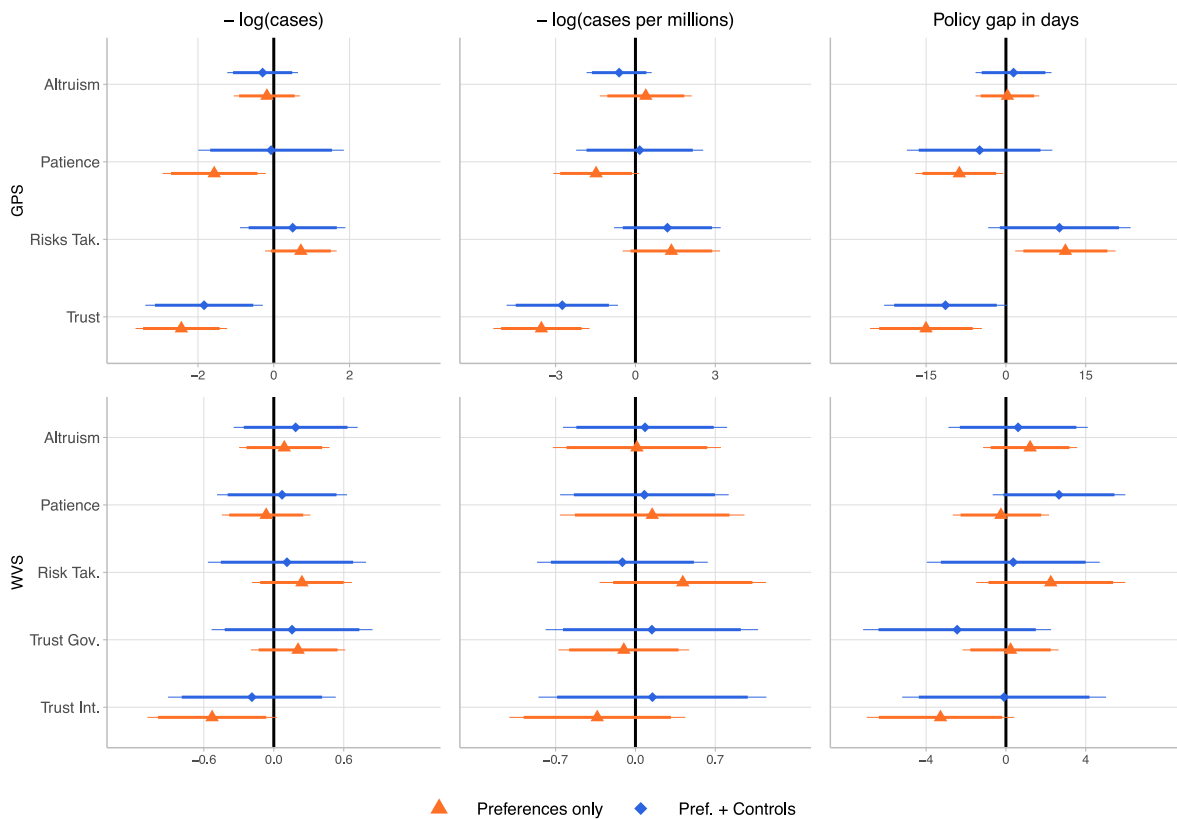 − log(cases)
− log(cases per millions)
Policy gap in days
GPS
Altruism
Patience
Risks Tak.
Trust
−2 0 2
−3 0 3
−15 0 15
WVS
Altruism
Patience
Risk Tak.
Trust Gov.
Trust Int.
−0.6 0.0 0.6
−0.7 0.0 0.7
−4 0 4
Preferences only
Pref. + Controls